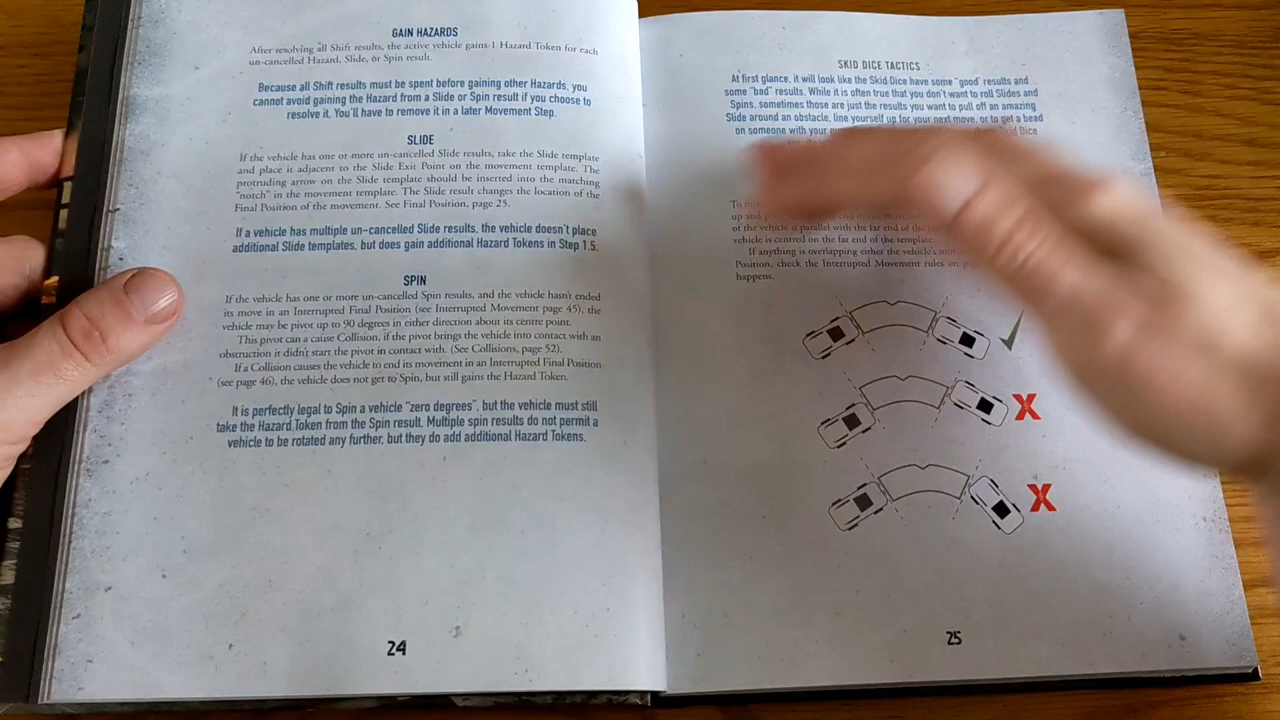 GAIN HAZARDS
After resolving all Shift results, the active vehicle gains 1 Hazard Token for each
un-cancelled Hazard, Slide, or Spin result.
Because all Shift results must be spent before gaining other Hazards, you
cannot avoid gaining the Hazard from a Slide or Spin result if you choose to
resolve it. You'll have to remove it in a later Movement Step.
SLIDE
If the vehicle has one or more un-cancelled Slide results, take the Slide template
and place it adjacent to the Slide Exit Point on the movement template. The
protruding arrow on the Slide template should be inserted into the matching
"notch" in the movement template. The Slide result changes the location of the
Final Position of the movement. See Final Position, page 25.
If a vehicle has multiple un-cancelled Slide results, the vehicle doesn't place
additional Slide templates, but does gain additional Hazard Tokens in Step 1.5.
SPIN
If the vehicle has one or more un-cancelled Spin results, and the vehicle hasn't ended
its move in an Interrupted Final Position (see Interrupted Movement page 45), the
vehicle may be pivot up to 90 degrees in either direction about its centre point.
This pivot can a cause Collision, if the pivot brings the vehicle into contact with an
obstruction it didn't start the pivot in contact with. (See Collisions, page 52).
If a Collision causes the vehicle to end its movement in an Interrupted Final Position
(see page 46), the vehicle does not get to Spin, but still gains the Hazard Token.
It is perfectly legal to Spin a vehicle "zero degrees", but the vehicle must still
take the Hazard Token from the Spin result. Multiple spin results do not permit a
vehicle to be rotated any further, but they do add additional Hazard Tokens.
24
SKID DICE TACTICS
At first glance, it will look like the Skid Dice have some "good" results and
some "bad" results. While it is often true that you don't want to roll Slides and
Spins, sometimes those are just the results you want to pull off an amazing
Slide around an obstacle, line yourself up for your next move, or to get a bead
on someone with your Skid Dice
To
up and end of the
of the vehicle is parallel with the far end of the
vehicle is centred on the far end of the template.
If anything is overlapping either the vehicle's
Position, check the Interrupted Movement rules on
happens.
X
X
25